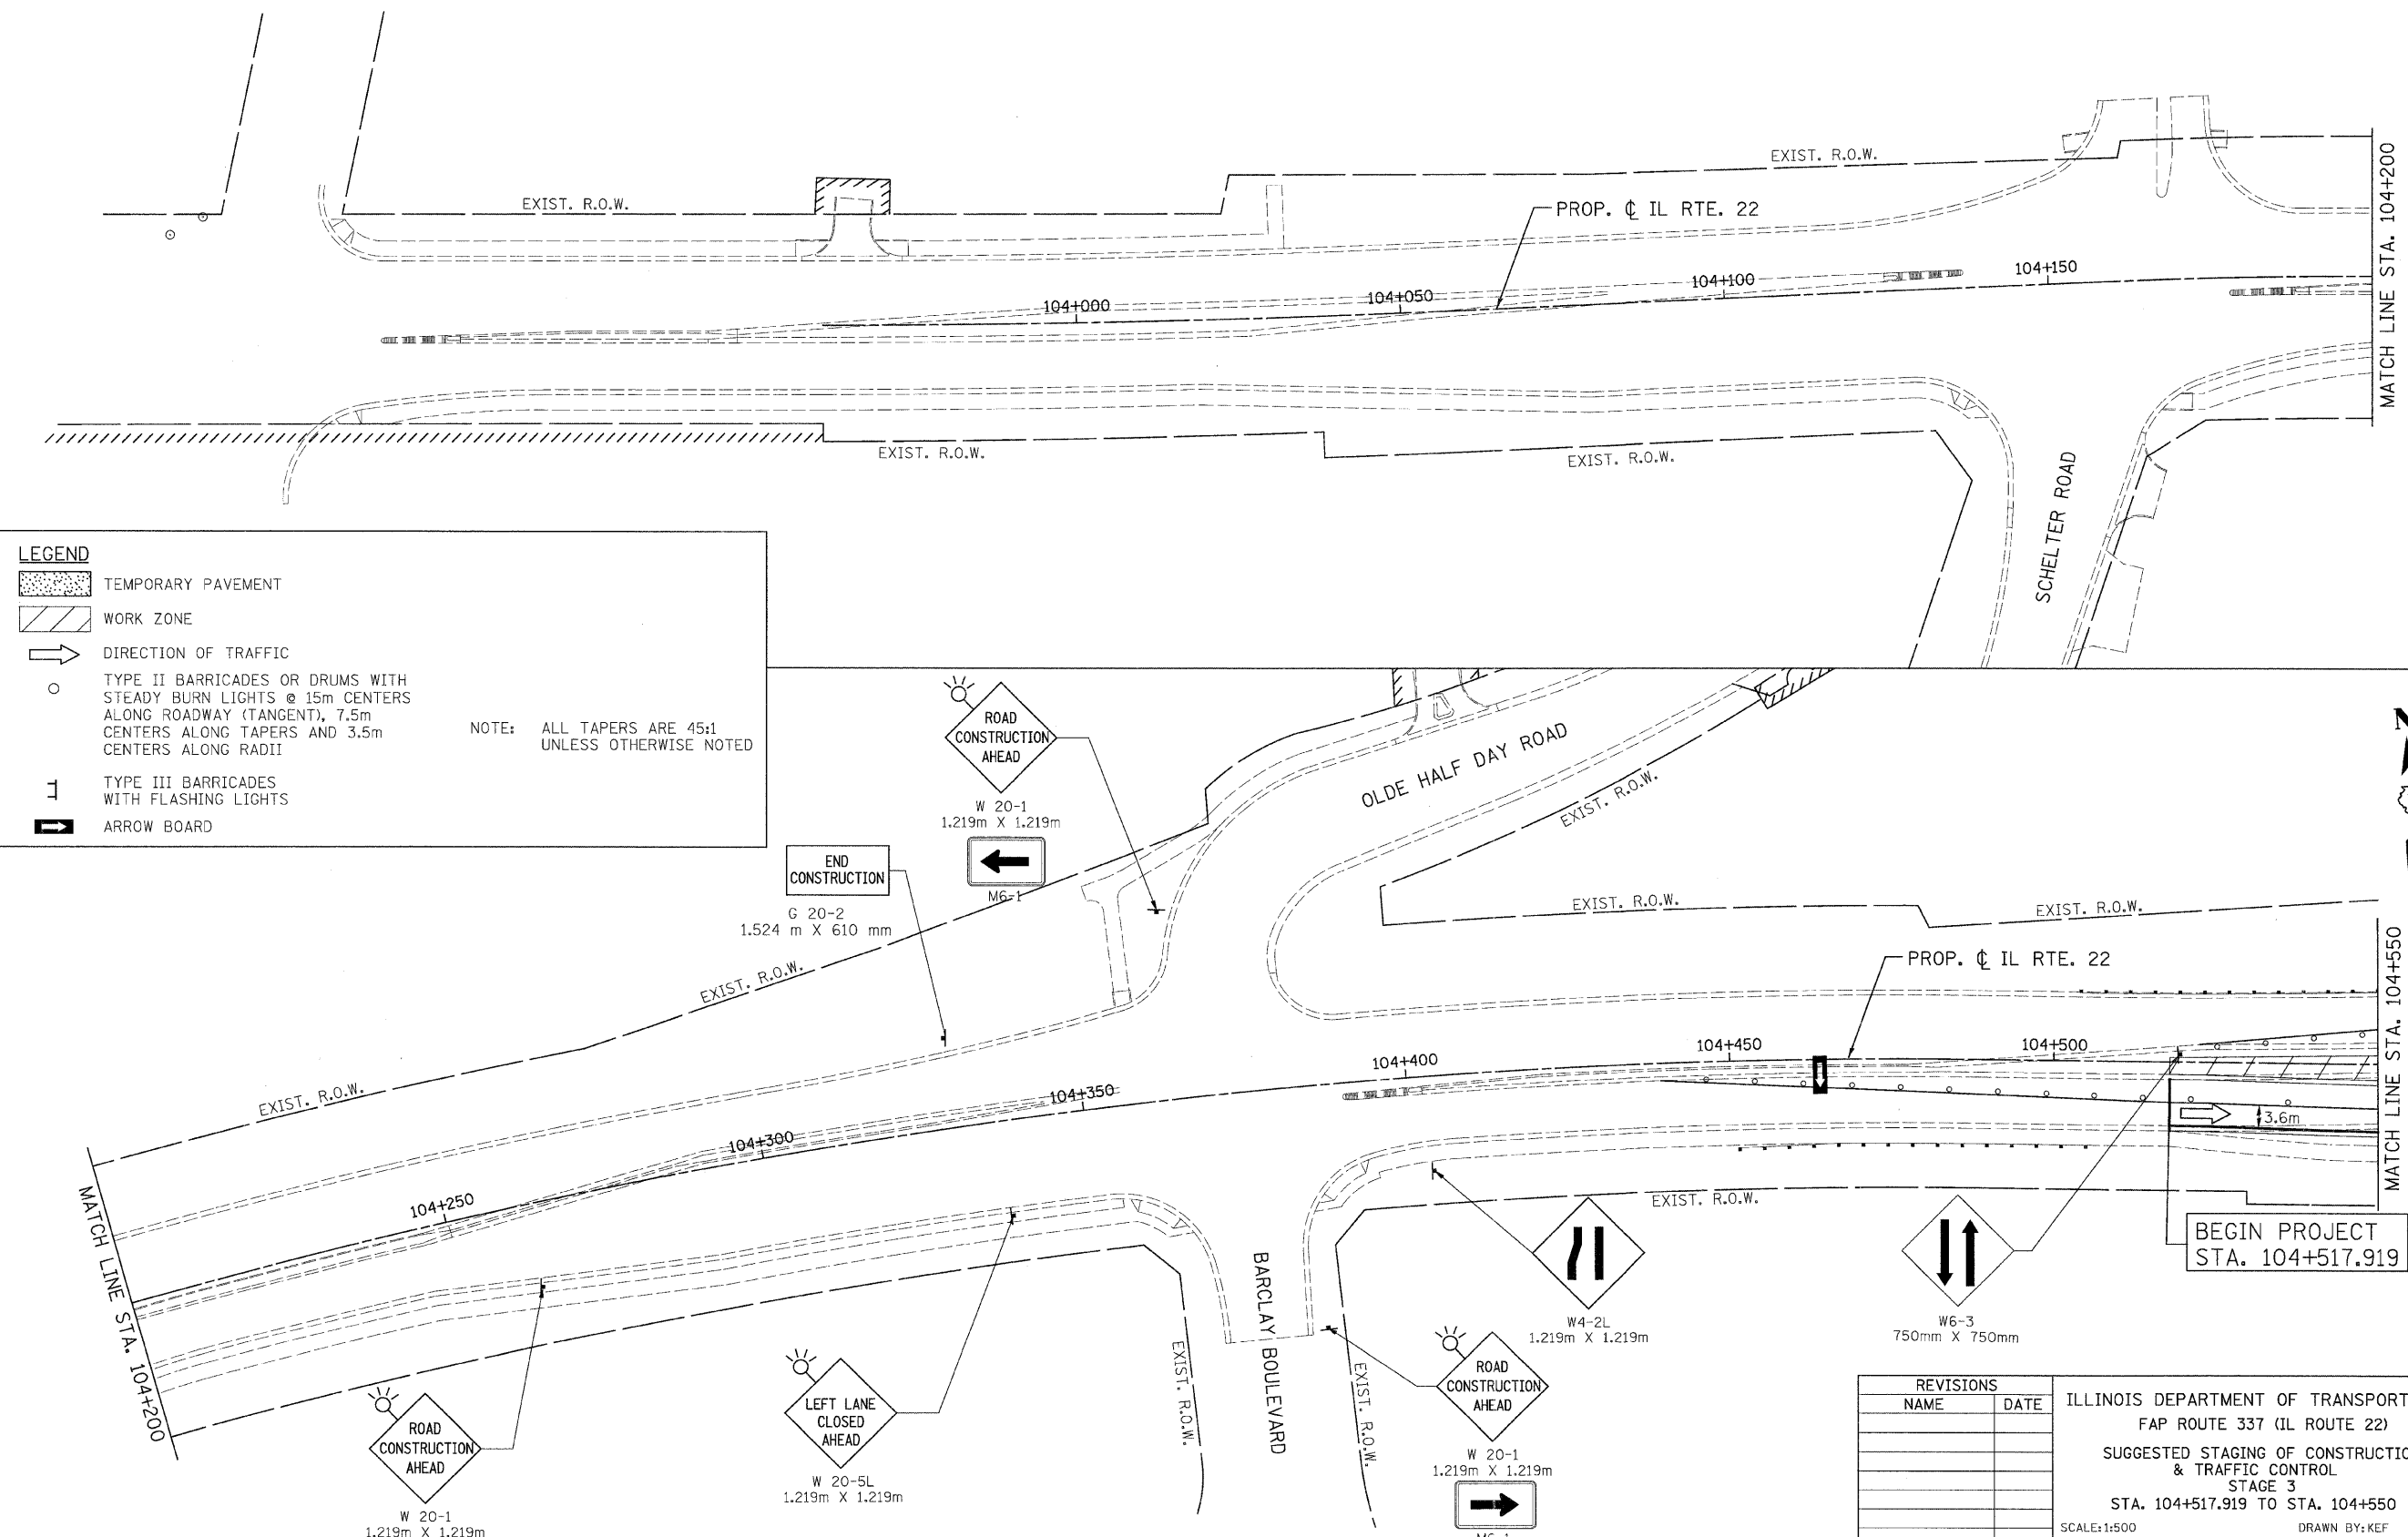 EXIST. R.O.W.
EXIST. R.O.W.
PROP. ℄ IL RTE. 22
MATCH LINE STA. 104+200
104+000
104+050
104+100
104+150
EXIST. R.O.W.
EXIST. R.O.W.
SCHELTER ROAD
LEGEND
TEMPORARY PAVEMENT
WORK ZONE
DIRECTION OF TRAFFIC
TYPE II BARRICADES OR DRUMS WITH
STEADY BURN LIGHTS @ 15m CENTERS
ALONG ROADWAY (TANGENT), 7.5m
CENTERS ALONG TAPERS AND 3.5m
CENTERS ALONG RADII
NOTE: ALL TAPERS ARE 45:1
UNLESS OTHERWISE NOTED
TYPE III BARRICADES
WITH FLASHING LIGHTS
ARROW BOARD
ROAD
CONSTRUCTION
AHEAD
W 20-1
1.219m X 1.219m
M6-1
END
CONSTRUCTION
G 20-2
1.524 m X 610 mm
OLDE HALF DAY ROAD
EXIST. R.O.W.
EXIST. R.O.W.
EXIST. R.O.W.
EXIST. R.O.W.
EXIST. R.O.W.
PROP. ℄ IL RTE. 22
MATCH LINE STA. 104+550
MATCH LINE STA. 104+200
104+250
104+300
104+350
104+400
104+450
104+500
3.6m
EXIST. R.O.W.
BEGIN PROJECT
STA. 104+517.919
BARCLAY BOULEVARD
EXIST. R.O.W.
EXIST. R.O.W.
W4-2L
1.219m X 1.219m
W6-3
750mm X 750mm
ROAD
CONSTRUCTION
AHEAD
W 20-1
1.219m X 1.219m
LEFT LANE
CLOSED
AHEAD
W 20-5L
1.219m X 1.219m
ROAD
CONSTRUCTION
AHEAD
W 20-1
1.219m X 1.219m
REVISIONS
NAME DATE
ILLINOIS DEPARTMENT OF TRANSPORT
FAP ROUTE 337 (IL ROUTE 22)
SUGGESTED STAGING OF CONSTRUCTIO
& TRAFFIC CONTROL
STAGE 3
STA. 104+517.919 TO STA. 104+550
SCALE: 1:500 DRAWN BY: KEF